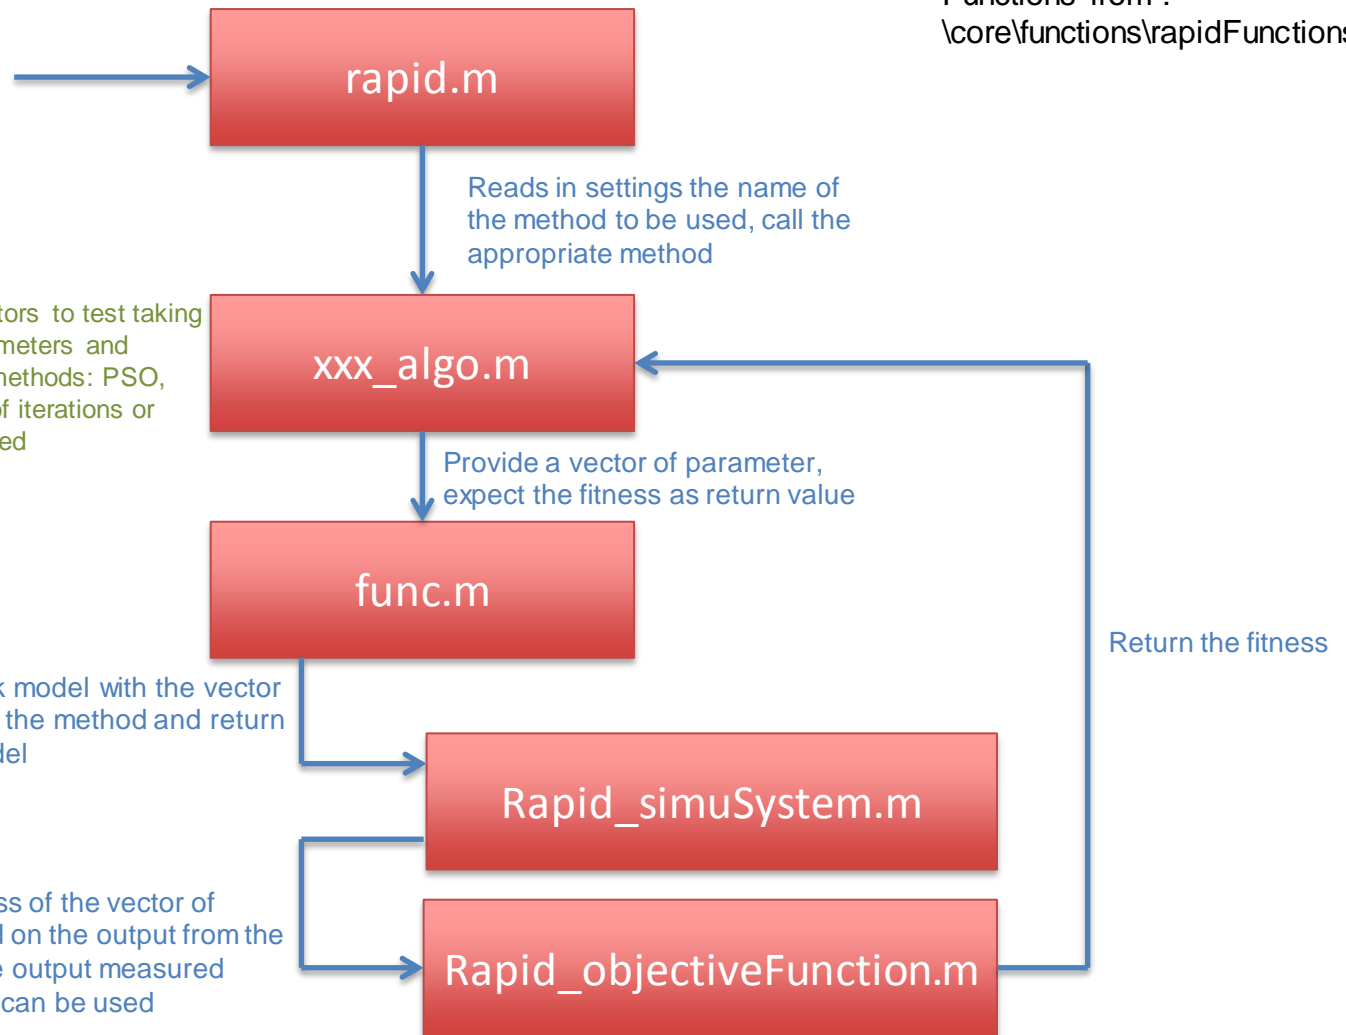 Functions from :
\core\functions\rapidFunctions
rapid.m
Reads in settings the name of
the method to be used, call the
appropriate method
tors to test taking
meters and
nethods: PSO,
of iterations or
ed
xxx_algo.m
Provide a vector of parameter,
expect the fitness as return value
func.m
Return the fitness
k model with the vector
the method and return
del
Rapid_simuSystem.m
ss of the vector of
d on the output from the
e output measured
can be used
Rapid_objectiveFunction.m